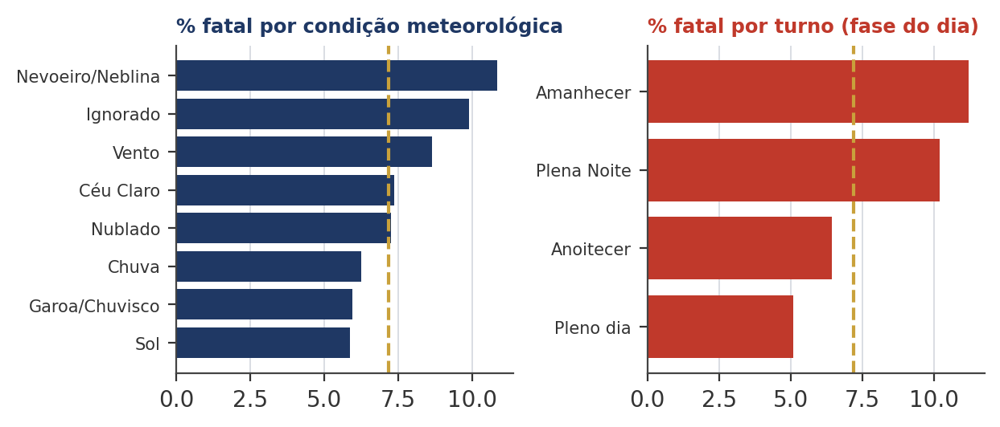 % fatal por condição meteorológica
Nevoeiro/Neblina
Ignorado
Vento
Céu Claro
Nublado
Chuva
Garoa/Chuvisco
Sol
0.0 2.5 5.0 7.5 10.0
% fatal por turno (fase do dia)
Amanhecer
Plena Noite
Anoitecer
Pleno dia
0.0 2.5 5.0 7.5 10.0